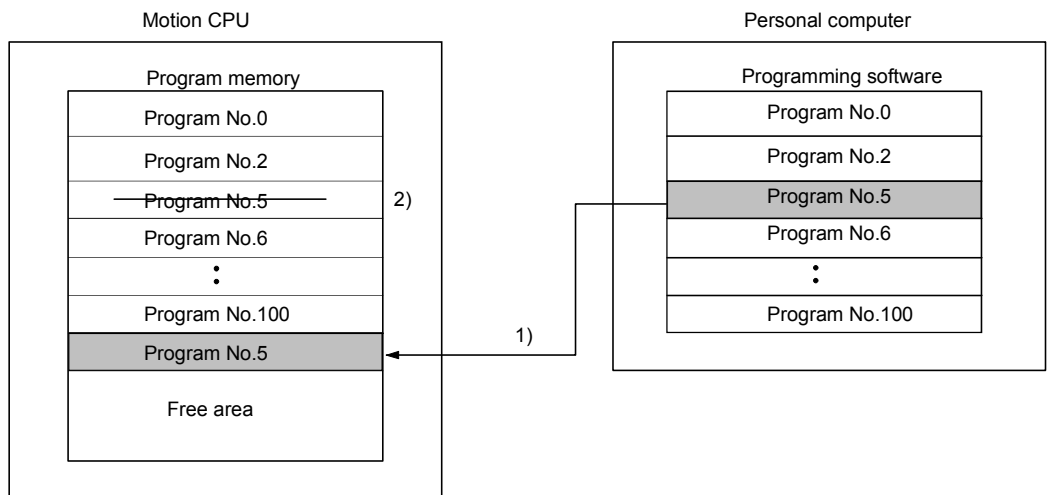 Motion CPU
Program memory
Program No.0
Program No.2
Program No.5
2)
Program No.6
:
Program No.100
Program No.5
Free area
1)
Personal computer
Programming software
Program No.0
Program No.2
Program No.5
Program No.6
:
Program No.100